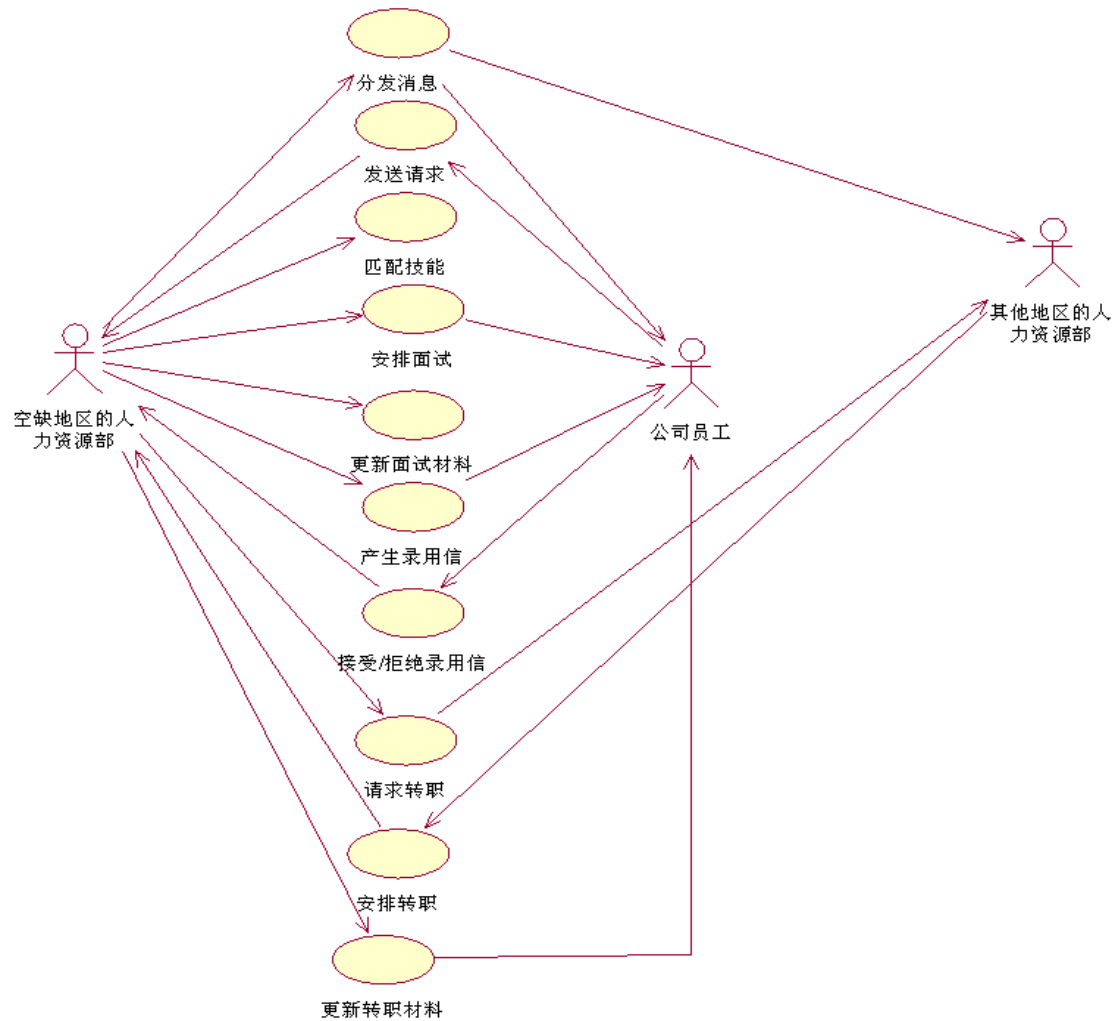 分发消息
发送请求
匹配技能
其他地区的人
力资源部
安排面试
空缺地区的人
力资源部
公司员工
更新面试材料
产生录用信
接受/拒绝录用信
请求转职
安排转职
更新转职材料